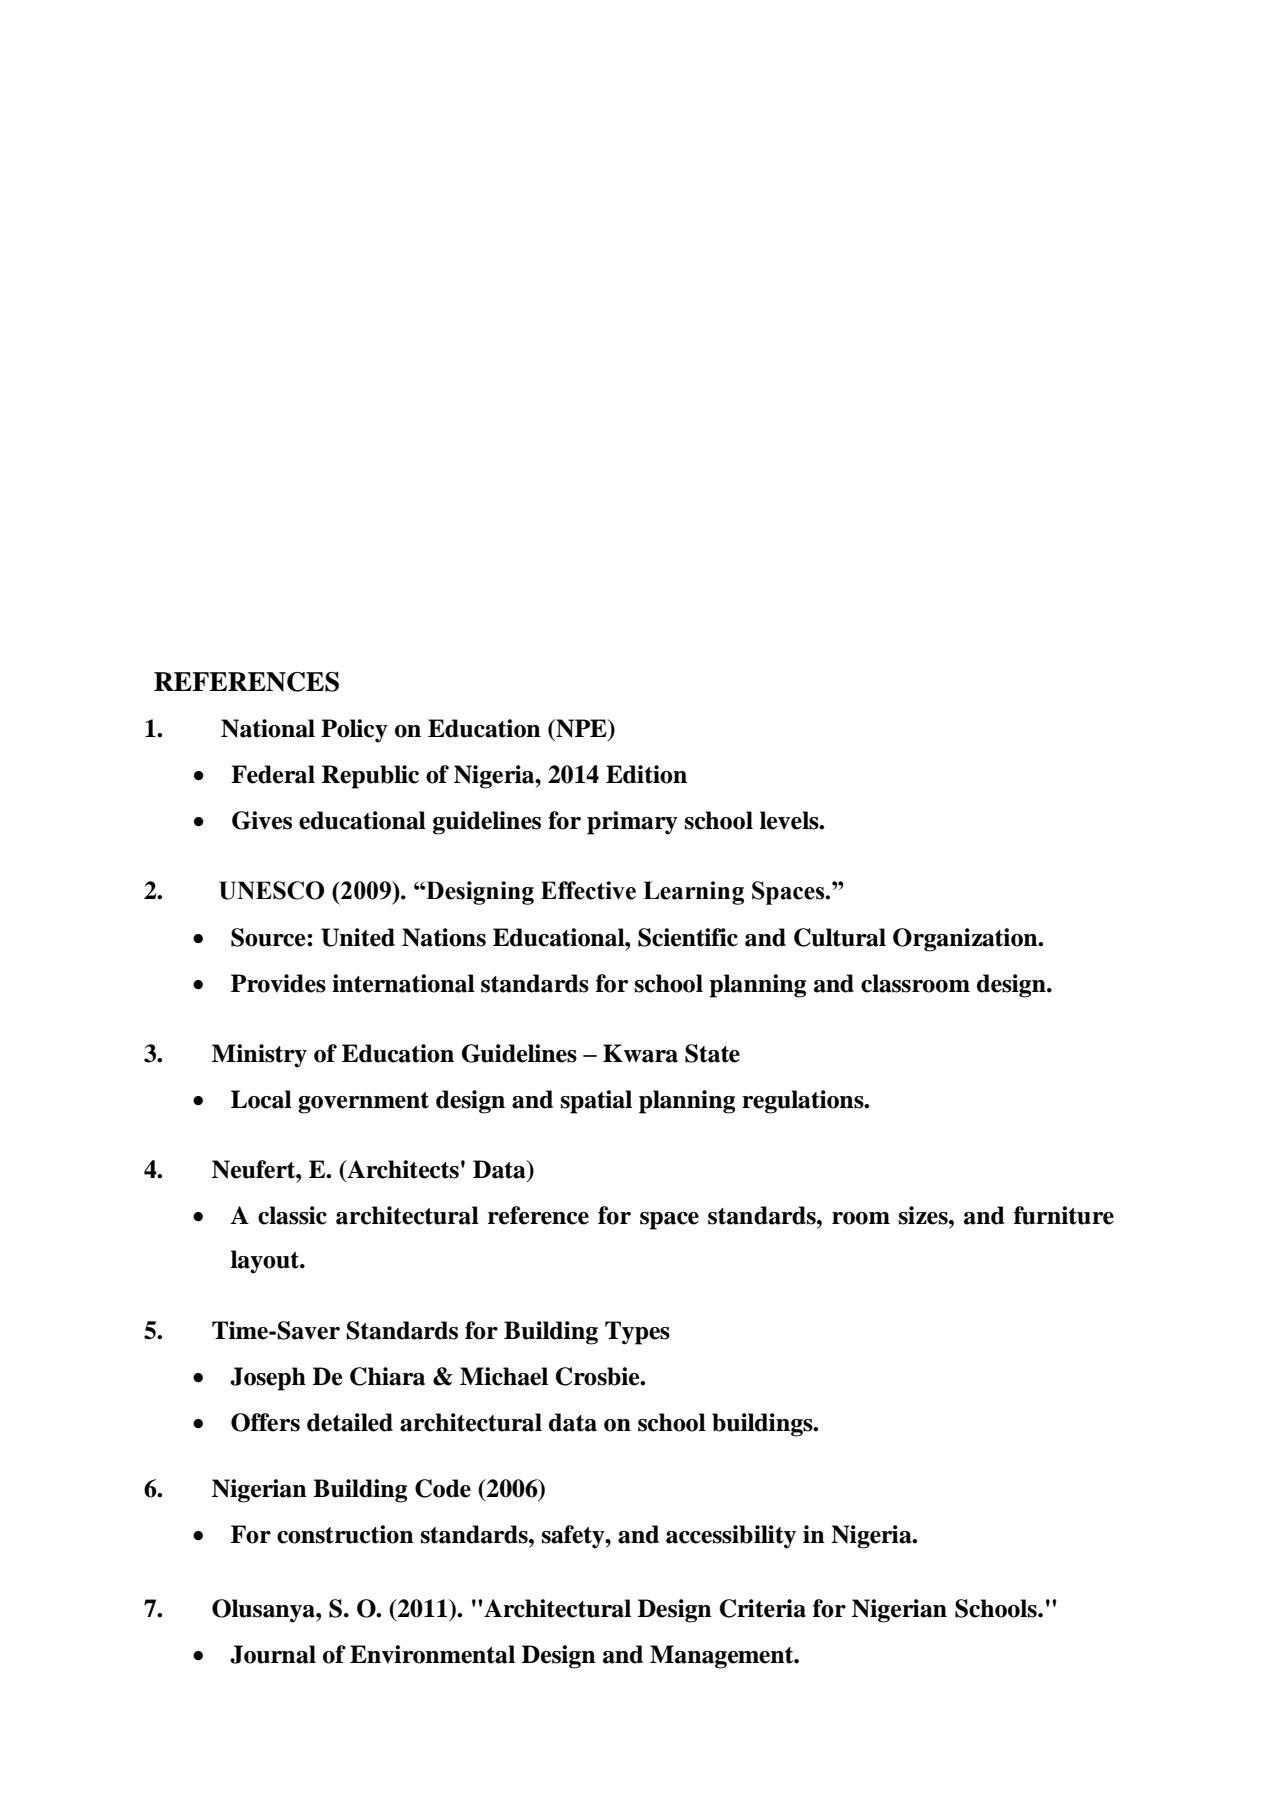 REFERENCES
1. National Policy on Education (NPE)
• Federal Republic of Nigeria, 2014 Edition
• Gives educational guidelines for primary school levels.
2. UNESCO (2009). “Designing Effective Learning Spaces.”
• Source: United Nations Educational, Scientific and Cultural Organization.
• Provides international standards for school planning and classroom design.
3. Ministry of Education Guidelines – Kwara State
• Local government design and spatial planning regulations.
4. Neufert, E. (Architects' Data)
• A classic architectural reference for space standards, room sizes, and furniture
layout.
5. Time-Saver Standards for Building Types
• Joseph De Chiara & Michael Crosbie.
• Offers detailed architectural data on school buildings.
6. Nigerian Building Code (2006)
• For construction standards, safety, and accessibility in Nigeria.
7. Olusanya, S. O. (2011). "Architectural Design Criteria for Nigerian Schools."
• Journal of Environmental Design and Management.